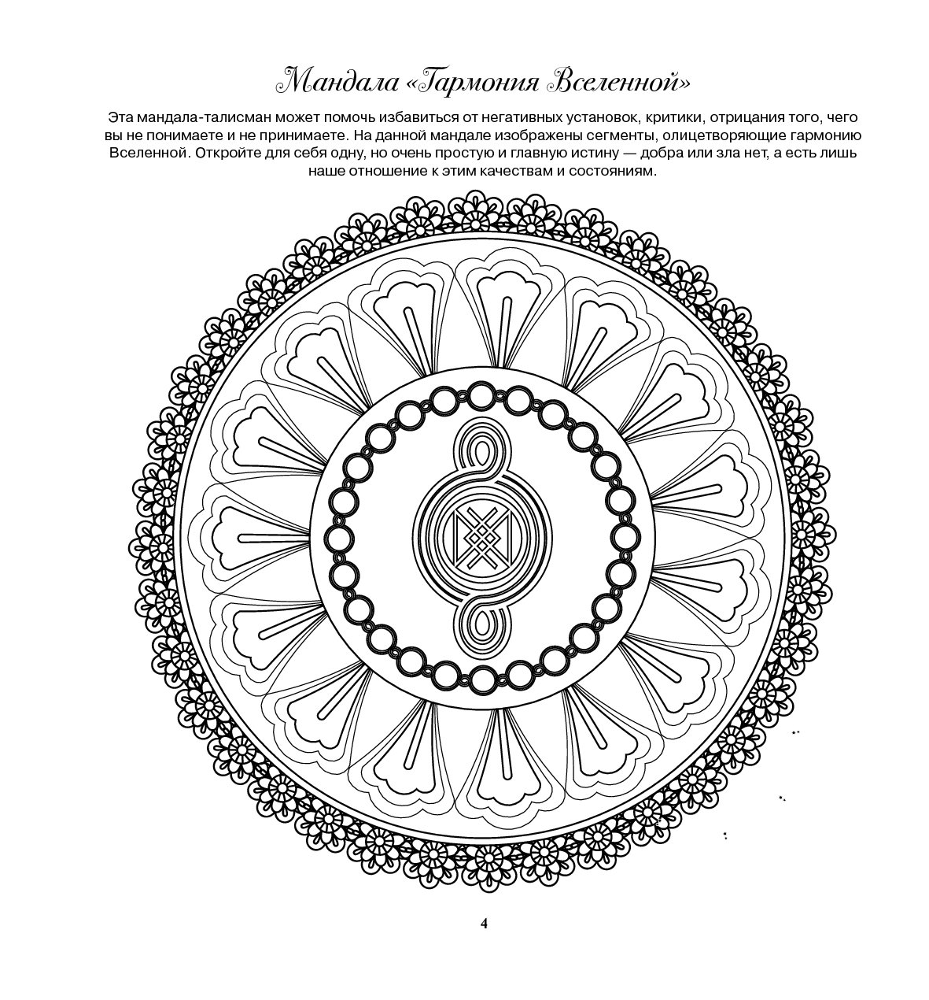 Мандала «Гармония Вселенной»
Эта мандала-талисман может помочь избавиться от негативных установок, критики, отрицания того, чего
вы не понимаете и не принимаете. На данной мандале изображены сегменты, олицетворяющие гармонию
Вселенной. Откройте для себя одну, но очень простую и главную истину — добра или зла нет, а есть лишь
наше отношение к этим качествам и состояниям.
4